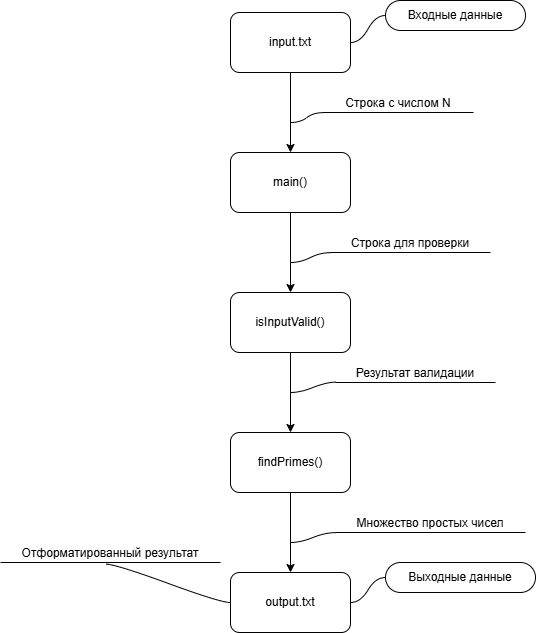 Входные данные
input.txt
Строка с числом N
main()
Строка для проверки
isInputValid()
Результат валидации
findPrimes()
Множество простых чисел
Отформатированный результат
Выходные данные
output.txt